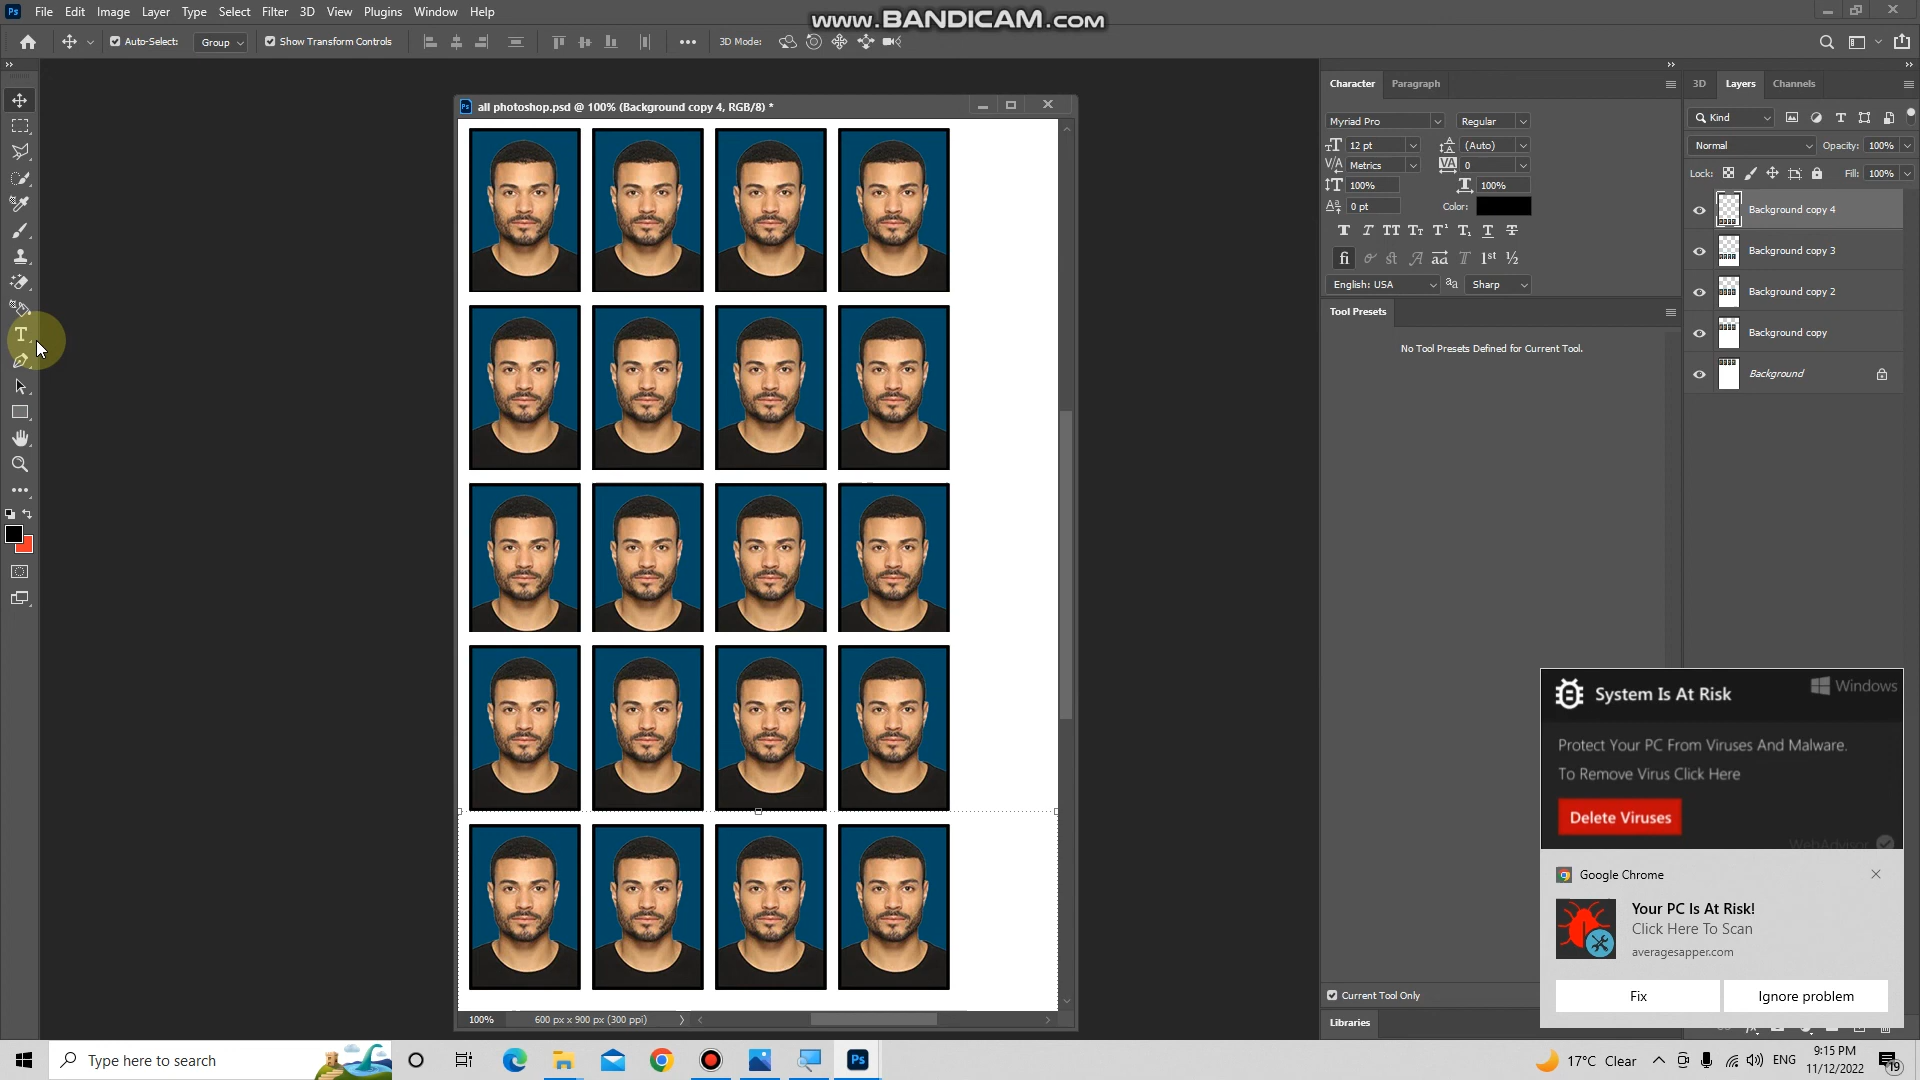 File Edit Image Layer Type Select Filter 3D View Plugins Window Help
www.BANDICAM.com
Auto-Select: Group Show Transform Controls 3D Mode:
all photoshop.psd @ 100% (Background copy 4, RGB/8) *
Character Paragraph
3D Layers Channels
Myriad Pro Regular
Kind
12 pt (Auto)
Normal Opacity: 100%
Metrics 0
Lock: Fill: 100%
100% 100%
0 pt Color:
Background copy 4
Background copy 3
English: USA Sharp
Background copy 2
Tool Presets
Background copy
No Tool Presets Defined for Current Tool.
Background
System Is At Risk Windows
Protect Your PC From Viruses And Malware.
To Remove Virus Click Here
Delete Viruses
WebAdvisor
Google Chrome
Your PC Is At Risk!
Click Here To Scan
averagesapper.com
Fix Ignore problem
Current Tool Only
Libraries
100% 600 px x 900 px (300 ppi)
Type here to search
17°C Clear ENG 9:15 PM
11/12/2022 19